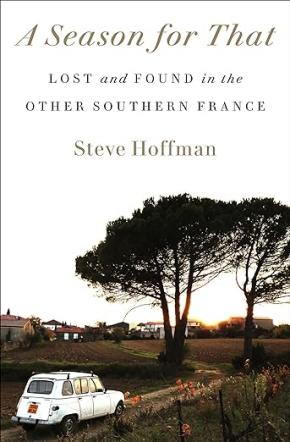 A Season for That
LOST and FOUND in the
OTHER SOUTHERN FRANCE
Steve Hoffman